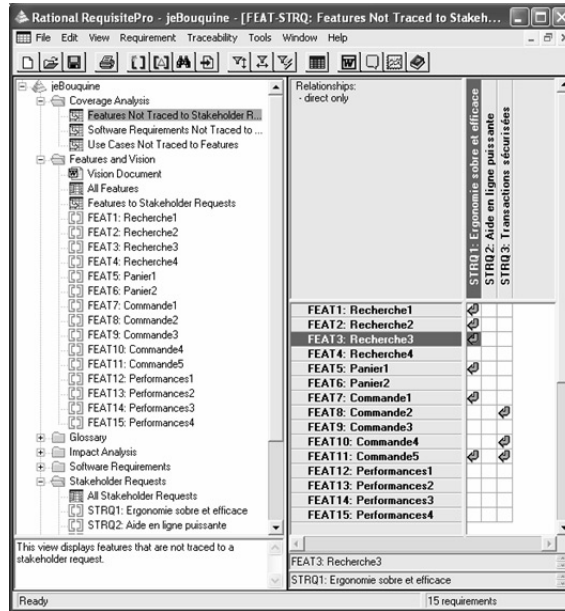 Rational RequisitePro - jeBouquine - [FEAT-STRQ: Features Not Traced to Stakeh...
File Edit View Requirement Traceability Tools Window Help
jeBouquine
Coverage Analysis
Features Not Traced to Stakeholder R...
Software Requirements Not Traced to ...
Use Cases Not Traced to Features
Features and Vision
Vision Document
All Features
Features to Stakeholder Requests
FEAT1: Recherche1
FEAT2: Recherche2
FEAT3: Recherche3
FEAT4: Recherche4
FEAT5: Panier1
FEAT6: Panier2
FEAT7: Commande1
FEAT8: Commande2
FEAT9: Commande3
FEAT10: Commande4
FEAT11: Commande5
FEAT12: Performances1
FEAT13: Performances2
FEAT14: Performances3
FEAT15: Performances4
Glossary
Impact Analysis
Software Requirements
Stakeholder Requests
All Stakeholder Requests
STRQ1: Ergonomie sobre et efficace
STRQ2: Aide en ligne puissante
This view displays features that are not traced to a
stakeholder request.
Relationships:
- direct only
STRQ1: Ergonomie sobre et efficace
STRQ2: Aide en ligne puissante
STRQ3: Transactions sécurisées
FEAT1: Recherche1
FEAT2: Recherche2
FEAT3: Recherche3
FEAT4: Recherche4
FEAT5: Panier1
FEAT6: Panier2
FEAT7: Commande1
FEAT8: Commande2
FEAT9: Commande3
FEAT10: Commande4
FEAT11: Commande5
FEAT12: Performances1
FEAT13: Performances2
FEAT14: Performances3
FEAT15: Performances4
FEAT3: Recherche3
STRQ1: Ergonomie sobre et efficace
Ready
15 requirements